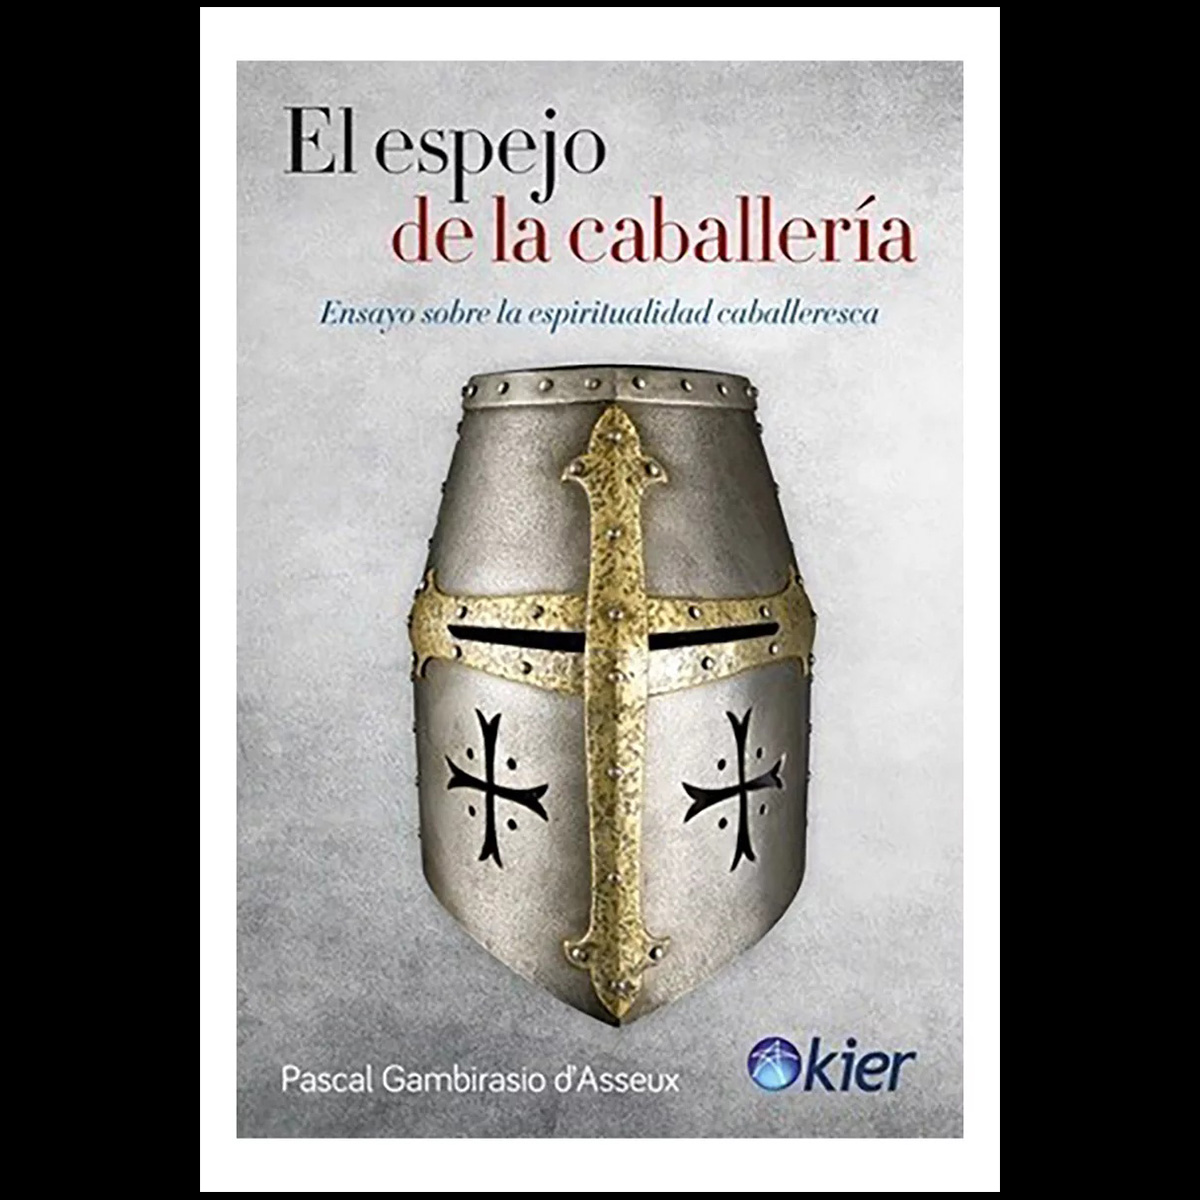 El espejo
de la caballería
Ensayo sobre la espiritualidad caballeresca
Pascal Gambirasio d'Asseux
kier